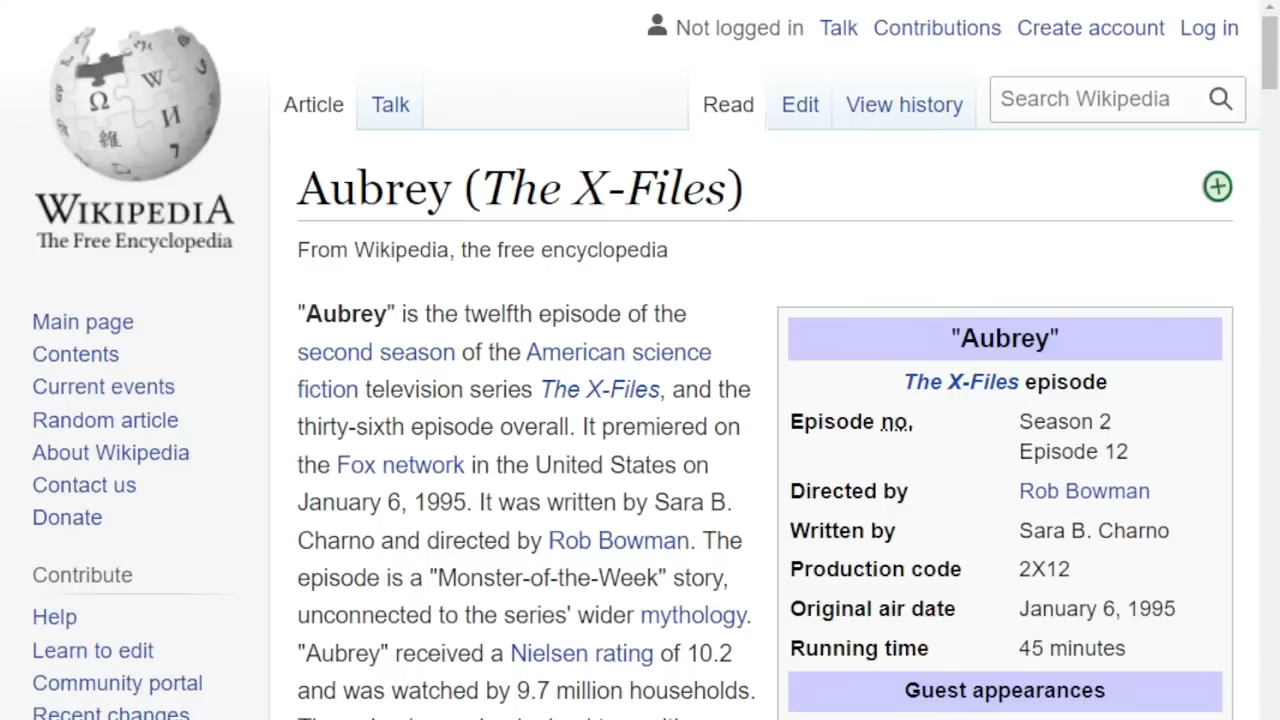 Not logged in Talk Contributions Create account Log in
Article Talk Read Edit View history Search Wikipedia
WIKIPEDIA
The Free Encyclopedia
Main page
Contents
Current events
Random article
About Wikipedia
Contact us
Donate
Contribute
Help
Learn to edit
Community portal
Recent changes
Aubrey (The X-Files)
From Wikipedia, the free encyclopedia
"Aubrey" is the twelfth episode of the
second season of the American science
fiction television series The X-Files, and the
thirty-sixth episode overall. It premiered on
the Fox network in the United States on
January 6, 1995. It was written by Sara B.
Charno and directed by Rob Bowman. The
episode is a "Monster-of-the-Week" story,
unconnected to the series' wider mythology.
"Aubrey" received a Nielsen rating of 10.2
and was watched by 9.7 million households.
"Aubrey"
The X-Files episode
Episode no. Season 2
Episode 12
Directed by Rob Bowman
Written by Sara B. Charno
Production code 2X12
Original air date January 6, 1995
Running time 45 minutes
Guest appearances